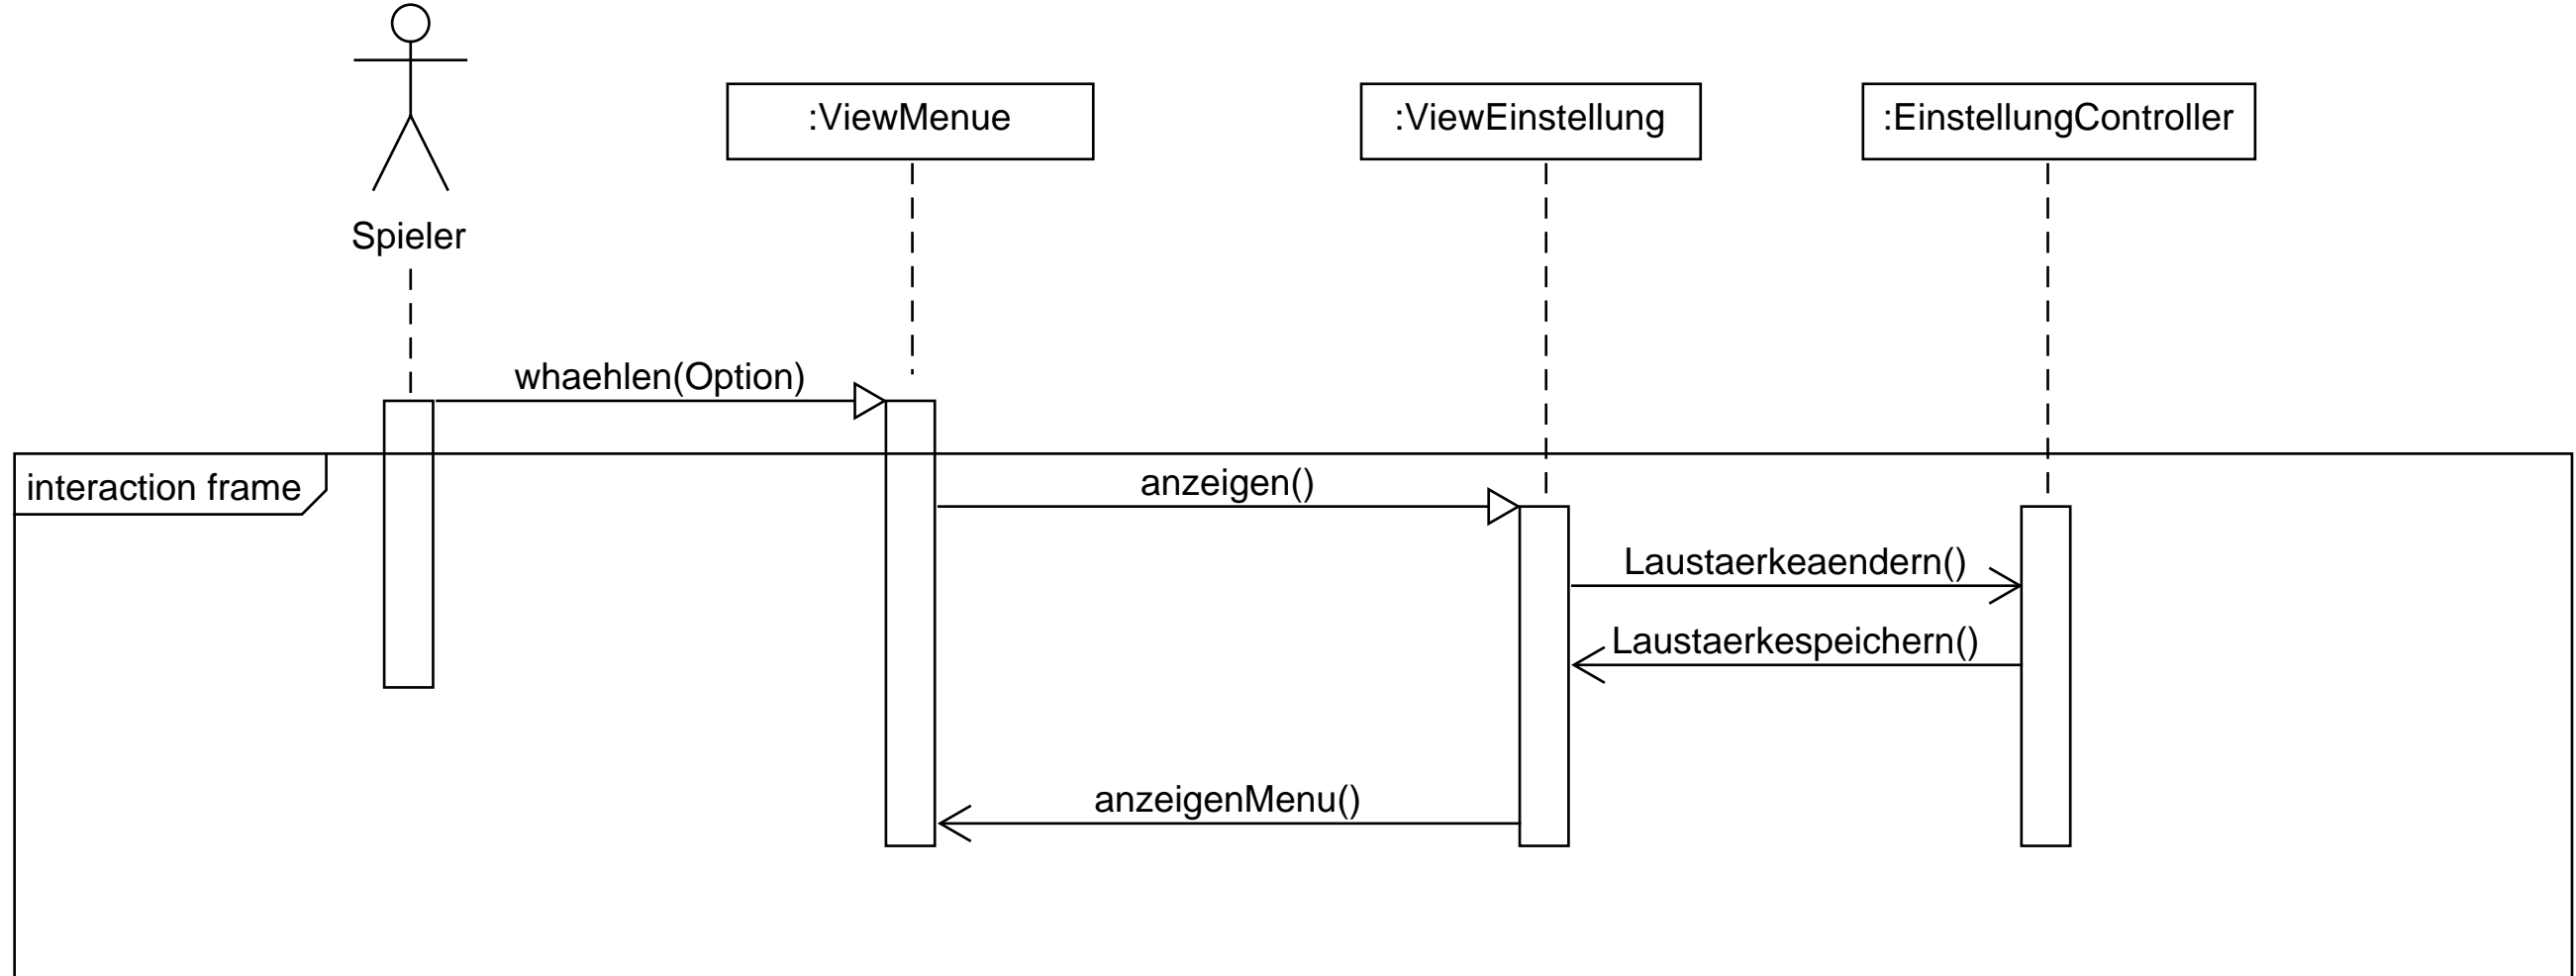 :ViewMenue
:ViewEinstellung
:EinstellungController
Spieler
whaehlen(Option)
interaction frame
anzeigen()
Laustaerkeaendern()
Laustaerkespeichern()
anzeigenMenu()